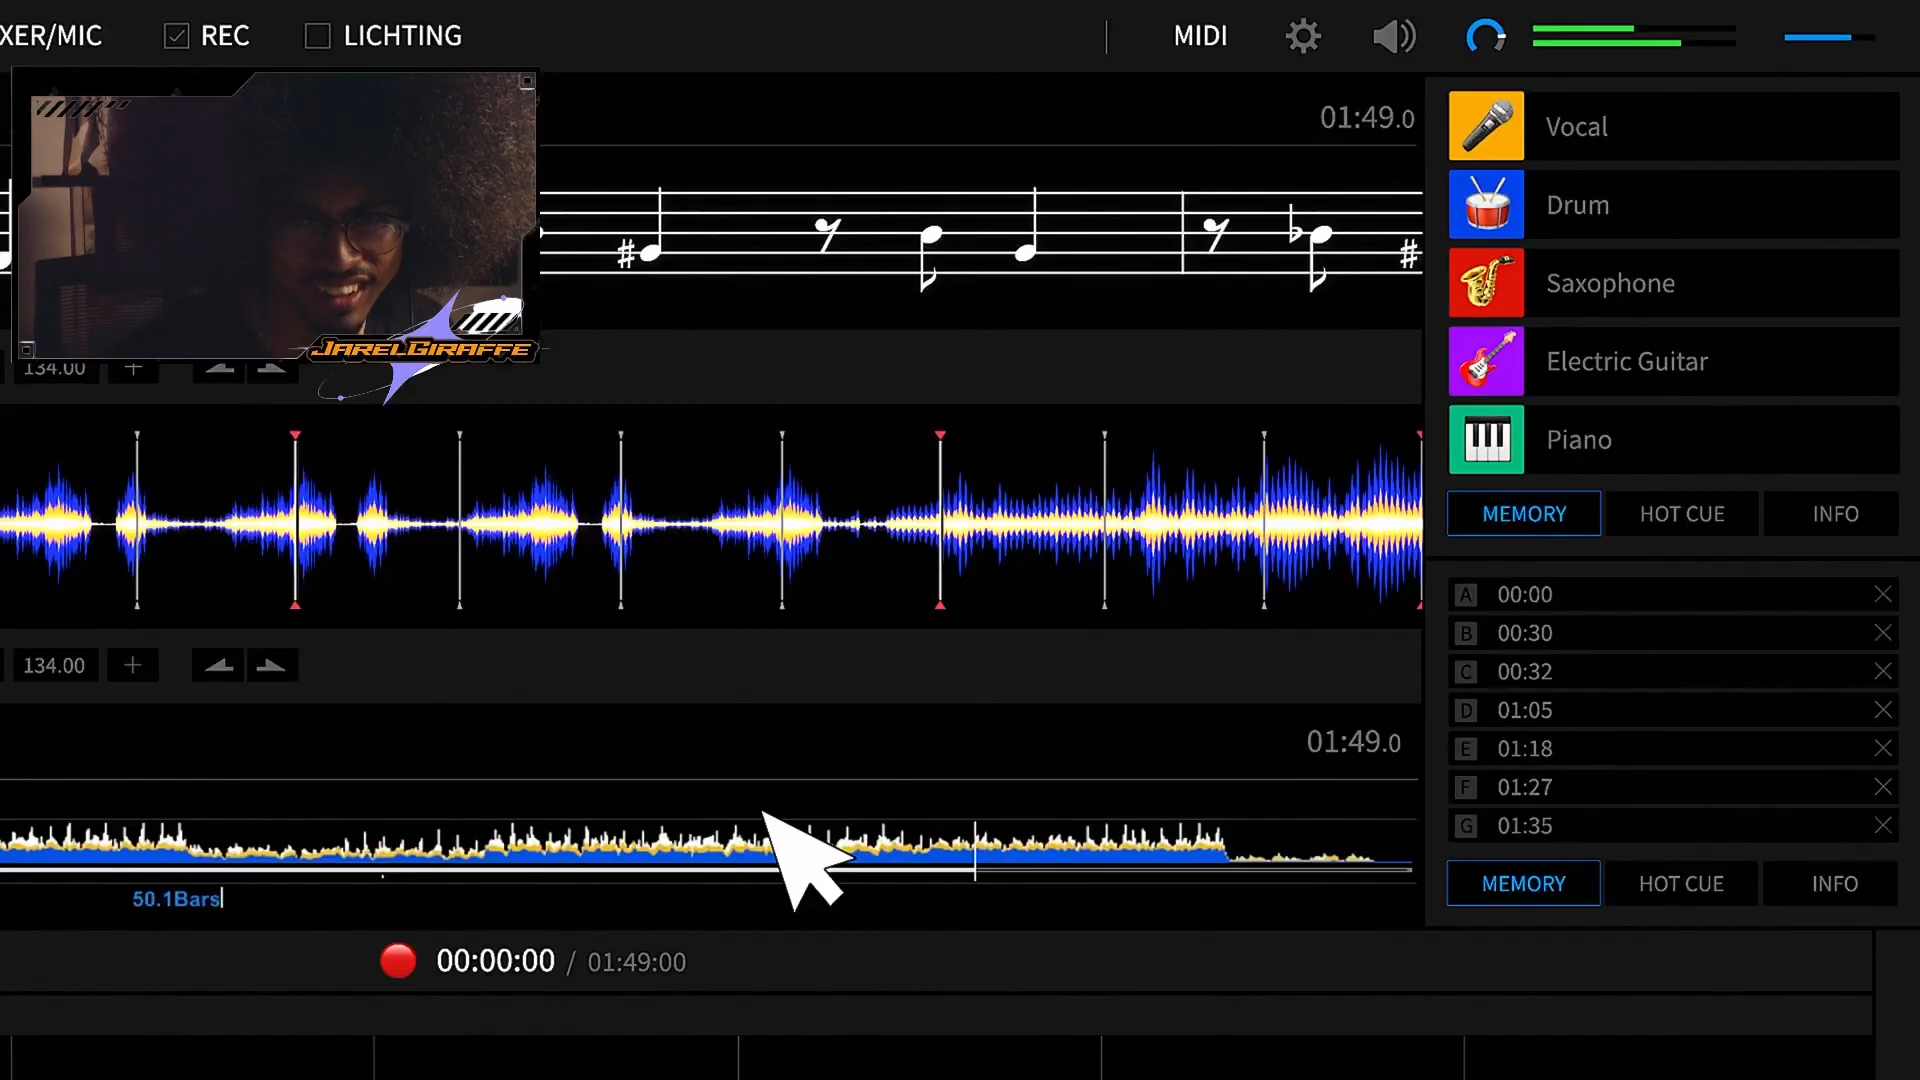 XER/MIC
REC
LICHTING
MIDI
01:49.0
Vocal
Drum
Saxophone
Electric Guitar
Piano
MEMORY
HOT CUE
INFO
JARELGIRAFFE
134.00
134.00
A 00:00
B 00:30
C 00:32
D 01:05
E 01:18
F 01:27
G 01:35
01:49.0
MEMORY
HOT CUE
INFO
50.1Bars
00:00:00 / 01:49:00